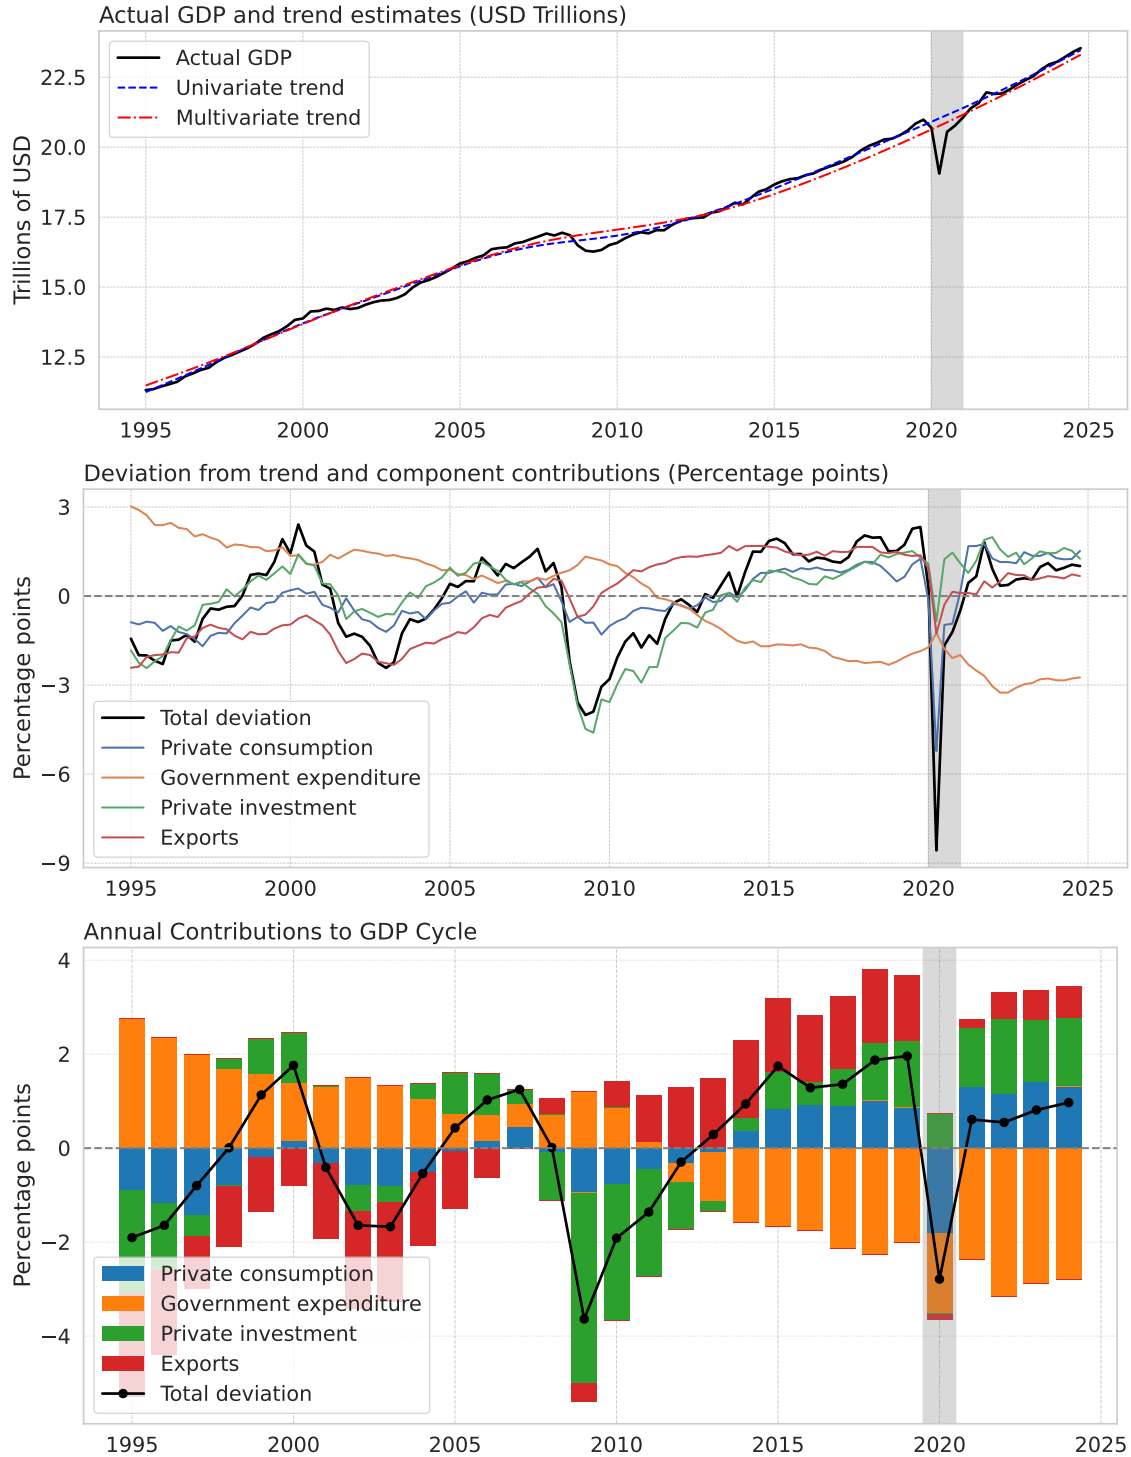 Actual GDP and trend estimates (USD Trillions)
Actual GDP
Univariate trend
Multivariate trend
Trillions of USD
22.5
20.0
17.5
15.0
12.5
1995 2000 2005 2010 2015 2020 2025
Deviation from trend and component contributions (Percentage points)
Percentage points
3
0
−3
−6
−9
Total deviation
Private consumption
Government expenditure
Private investment
Exports
1995 2000 2005 2010 2015 2020 2025
Annual Contributions to GDP Cycle
Percentage points
4
2
0
−2
−4
Private consumption
Government expenditure
Private investment
Exports
Total deviation
1995 2000 2005 2010 2015 2020 2025